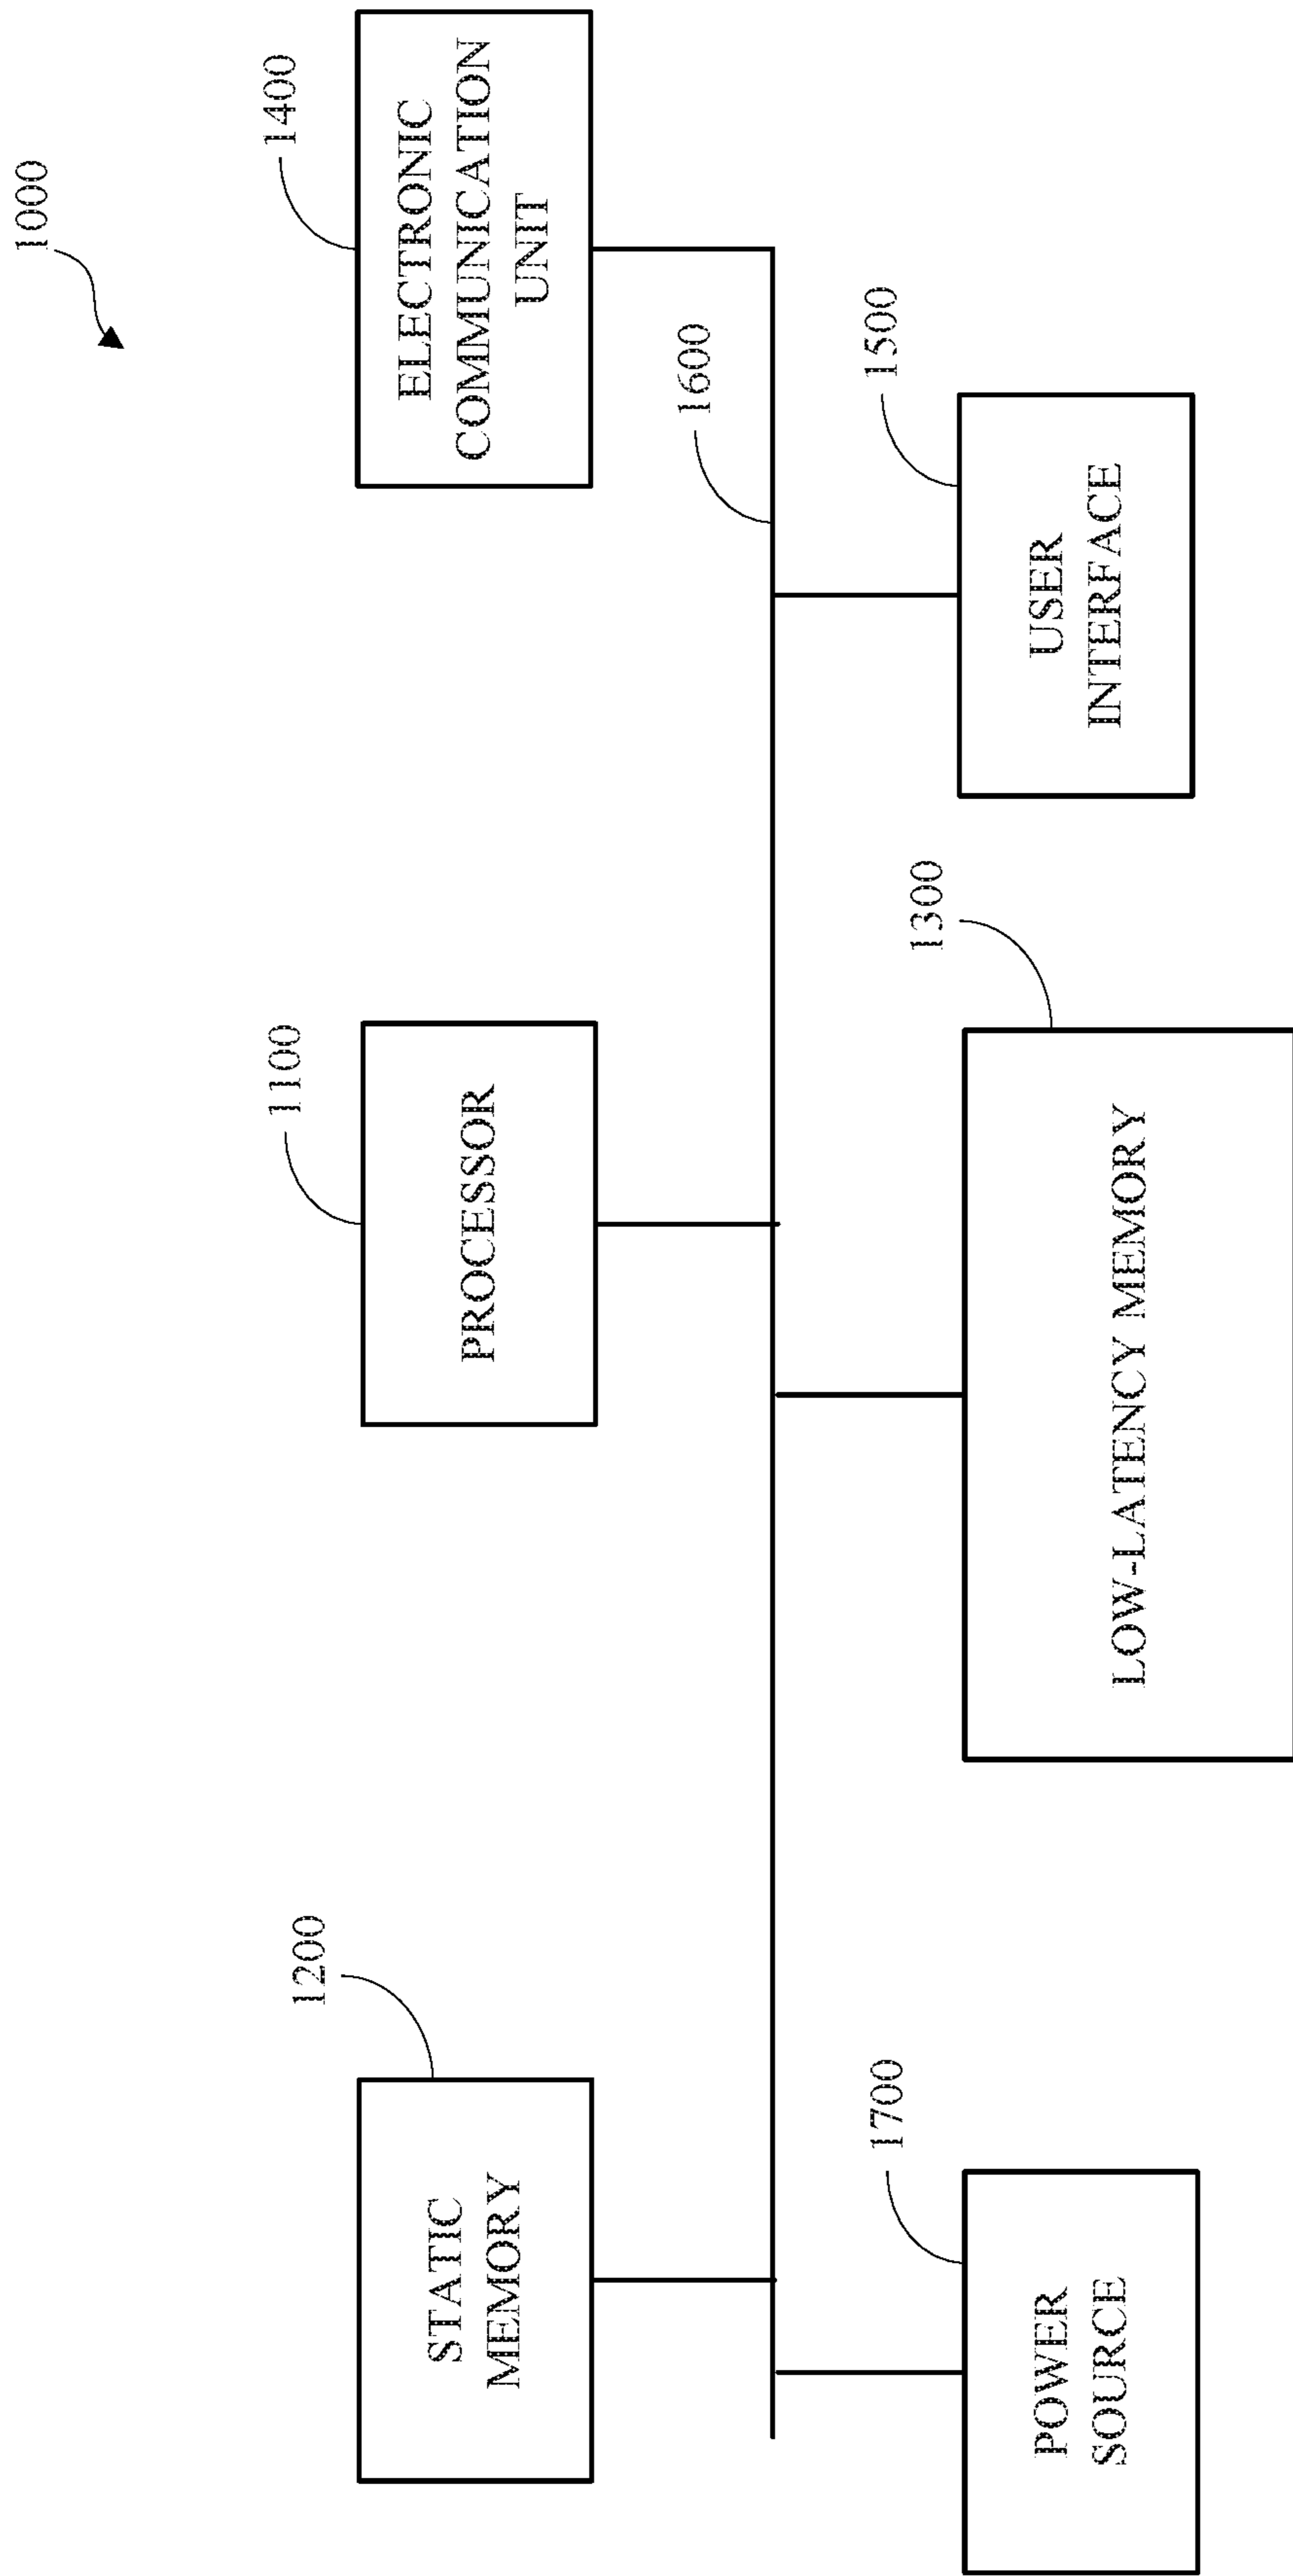 1000
1200
STATIC
MEMORY
1100
PROCESSOR
1400
ELECTRONIC
COMMUNICATION
UNIT
1600
1700
POWER
SOURCE
1300
LOW-LATENCY MEMORY
1500
USER
INTERFACE